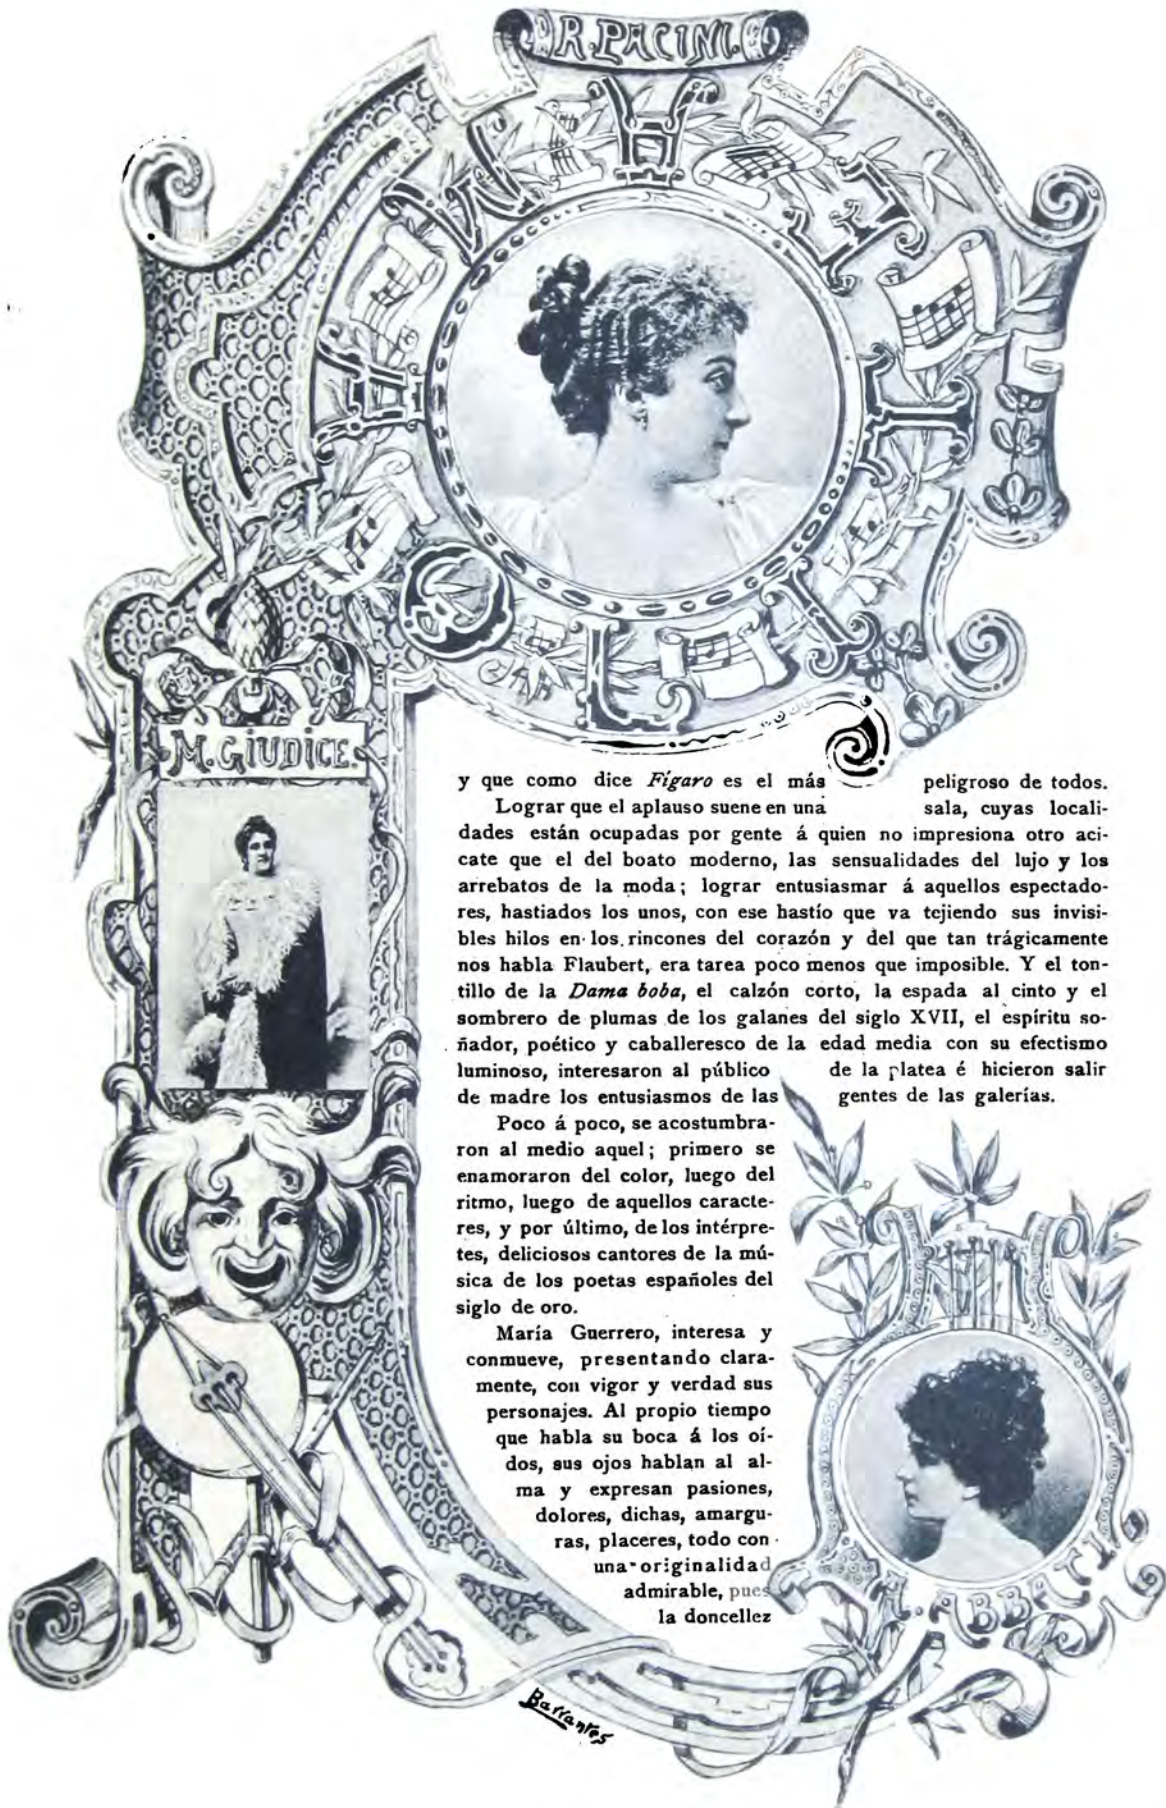 R. PACINI.
M. GIUDICE.
y que como dice Fígaro es el más peligroso de todos.
Lograr que el aplauso suene en una sala, cuyas locali-
dades están ocupadas por gente á quien no impresiona otro aci-
cate que el del boato moderno, las sensualidades del lujo y los
arrebatos de la moda; lograr entusiasmar á aquellos espectado-
res, hastiados los unos, con ese hastío que va tejiendo sus invisi-
bles hilos en los rincones del corazón y del que tan trágicamente
nos habla Flaubert, era tarea poco menos que imposible. Y el ton-
tillo de la Dama boba, el calzón corto, la espada al cinto y el
sombrero de plumas de los galanes del siglo XVII, el espíritu so-
ñador, poético y caballeresco de la edad media con su efectismo
luminoso, interesaron al público de la platea é hicieron salir
de madre los entusiasmos de las gentes de las galerías.
Poco á poco, se acostumbra-
ron al medio aquel; primero se
enamoraron del color, luego del
ritmo, luego de aquellos caracte-
res, y por último, de los intérpre-
tes, deliciosos cantores de la mú-
sica de los poetas españoles del
siglo de oro.
María Guerrero, interesa y
conmueve, presentando clara-
mente, con vigor y verdad sus
personajes. Al propio tiempo
que habla su boca á los oí-
dos, sus ojos hablan al al-
ma y expresan pasiones,
dolores, dichas, amargu-
ras, placeres, todo con
una originalidad
admirable, pues
la doncellez
A. ABBATI
Barrantes